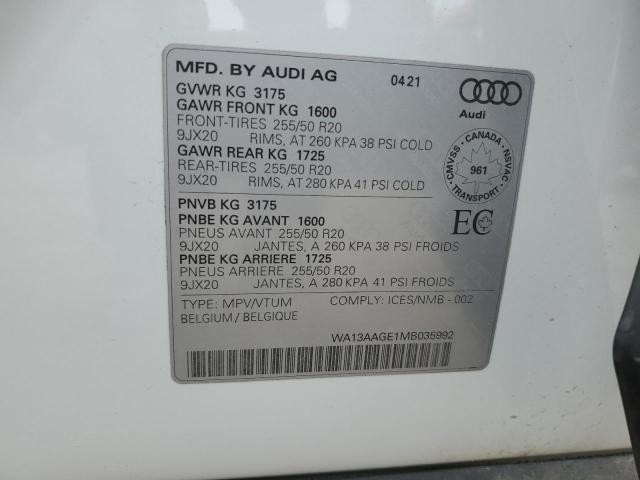 MFD. BY AUDI AG 0421
GVWR KG 3175
GAWR FRONT KG 1600
FRONT-TIRES 255/50 R20
9JX20 RIMS, AT 260 KPA 38 PSI COLD
GAWR REAR KG 1725
REAR-TIRES 255/50 R20
9JX20 RIMS, AT 280 KPA 41 PSI COLD
Audi
CMVSS - CANADA - NSVAC
961
TRANSPORT
PNVB KG 3175
PNBE KG AVANT 1600
PNEUS AVANT 255/50 R20
9JX20 JANTES, A 260 KPA 38 PSI FROIDS
PNBE KG ARRIERE 1725
PNEUS ARRIERE 255/50 R20
9JX20 JANTES, A 280 KPA 41 PSI FROIDS
EC
TYPE: MPV/VTUM COMPLY: ICES/NMB - 002
BELGIUM / BELGIQUE
WA13AAGE1MB035992